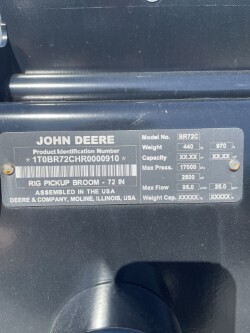 JOHN DEERE
Product Identification Number
*1T0BR72CHR0000910*
RIG PICKUP BROOM - 72 IN
ASSEMBLED IN THE USA
DEERE & COMPANY, MOLINE, ILLINOIS, USA
Model No. BR72C
Weight 440 970
Capacity XX.XX XX.XX
Max Press. 17500
2500
Max Flow 95.0 25.0
Weight Cap. XXXXX XXXXX